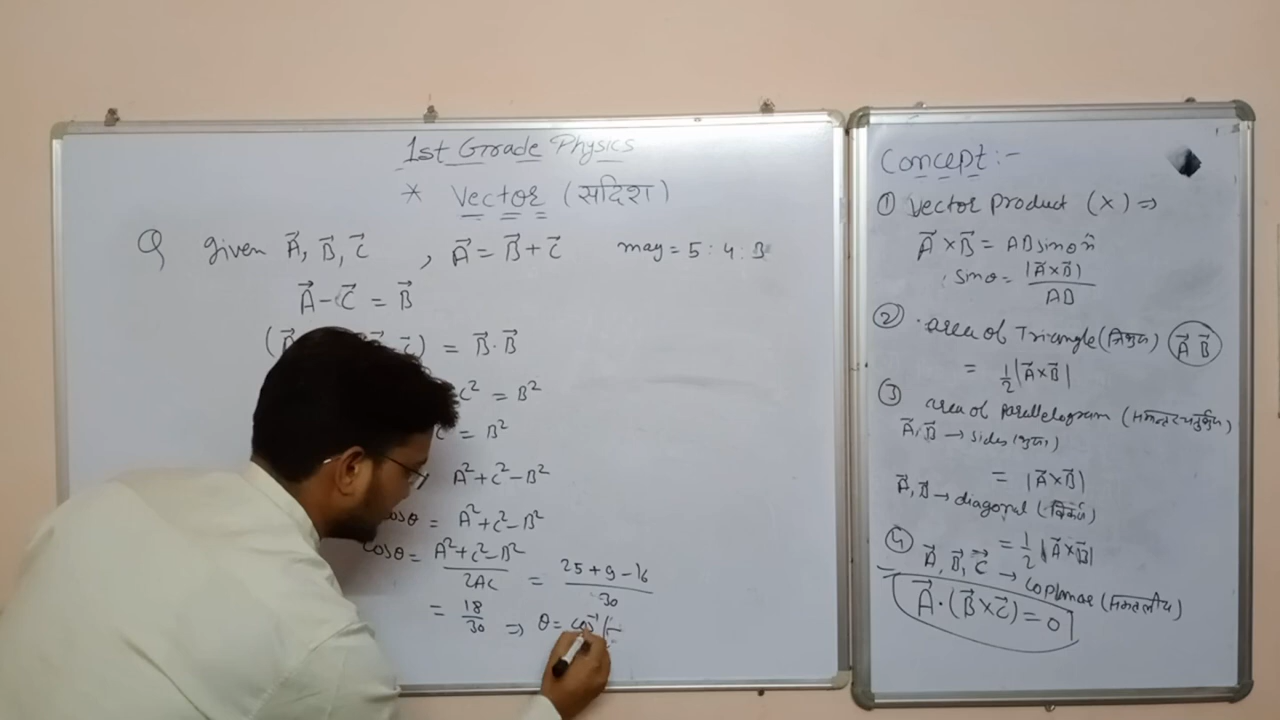 1st Grade Physics
* Vector (सदिश)
Q given A⃗, B⃗, C⃗ , A⃗ = B⃗ + C⃗ mag = 5 : 4 : 3
A⃗ - C⃗ = B⃗
= B⃗ · B⃗
C² = B²
= B²
A² + C² - B²
cosθ = A² + C² - B²
cosθ = A² + C² - B² / 2AC = 25 + 9 - 16 / 30
= 18/30 ⇒ θ = cos⁻¹(
Concept :-
① Vector Product (×) ⇒
A⃗ × B⃗ = AB sinθ n̂
sinθ = |A⃗ × B⃗| / AB
② area of Triangle (त्रिभुज) A⃗ B⃗
= 1/2 |A⃗ × B⃗|
③ area of Parallelogram (समान्तर चतुर्भुज)
A⃗, B⃗ → sides (भुजा)
= |A⃗ × B⃗|
A⃗, B⃗ → diagonal (विकर्ण)
= 1/2 |A⃗ × B⃗|
④ A⃗, B⃗, C⃗ → coplanar (समतलीय)
A⃗ · (B⃗ × C⃗) = 0